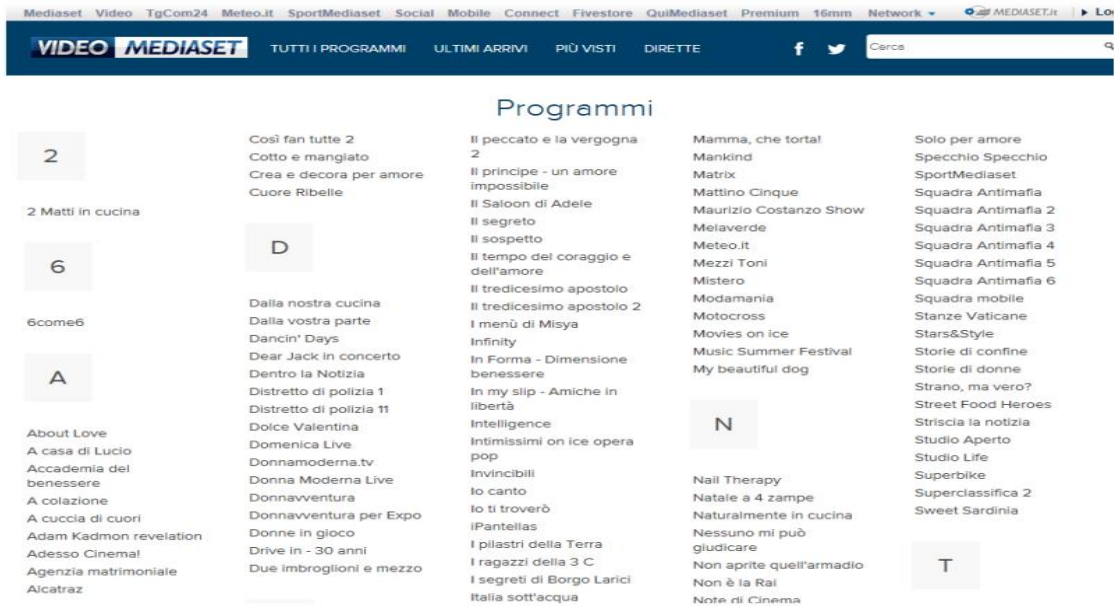 Mediaset Video TgCom24 Meteo.it SportMediaset Social Mobile Connect Fivestore QuiMediaset Premium 16mm Network MEDIASET.it
VIDEO MEDIASET TUTTI I PROGRAMMI ULTIMI ARRIVI PIÙ VISTI DIRETTE f Cerca
Programmi
2
2 Matti in cucina
6
6come6
A
About Love
A casa di Lucio
Accademia del
benessere
A colazione
A cuccia di cuori
Adam Kadmon revelation
Adesso Cinema!
Agenzia matrimoniale
Alcatraz
Così fan tutte 2
Cotto e mangiato
Crea e decora per amore
Cuore Ribelle
D
Dalla nostra cucina
Dalla vostra parte
Dancin' Days
Dear Jack in concerto
Dentro la Notizia
Distretto di polizia 1
Distretto di polizia 11
Dolce Valentina
Domenica Live
Donnamoderna.tv
Donna Moderna Live
Donnavventura
Donnavventura per Expo
Donne in gioco
Drive in - 30 anni
Due imbroglioni e mezzo
Il peccato e la vergogna
2
Il principe - un amore
impossibile
Il Saloon di Adele
Il segreto
Il sospetto
Il tempo del coraggio e
dell'amore
Il tredicesimo apostolo
Il tredicesimo apostolo 2
I menù di Misya
Infinity
In Forma - Dimensione
benessere
In my slip - Amiche in
libertà
Intelligence
Intimissimi on ice opera
pop
Invincibili
Io canto
Io ti troverò
iPantellas
I pilastri della Terra
I ragazzi della 3 C
I segreti di Borgo Larici
Italia sott'acqua
Mamma, che torta!
Mankind
Matrix
Mattino Cinque
Maurizio Costanzo Show
Melaverde
Meteo.it
Mezzi Toni
Mistero
Modamania
Motocross
Movies on ice
Music Summer Festival
My beautiful dog
N
Nail Therapy
Natale a 4 zampe
Naturalmente in cucina
Nessuno mi può
giudicare
Non aprite quell'armadio
Non è la Rai
Note di Cinema
Solo per amore
Specchio Specchio
SportMediaset
Squadra Antimafia
Squadra Antimafia 2
Squadra Antimafia 3
Squadra Antimafia 4
Squadra Antimafia 5
Squadra Antimafia 6
Squadra mobile
Stanze Vaticane
Stars&Style
Storie di confine
Storie di donne
Strano, ma vero?
Street Food Heroes
Striscia la notizia
Studio Aperto
Studio Life
Superbike
Superclassifica 2
Sweet Sardinia
T